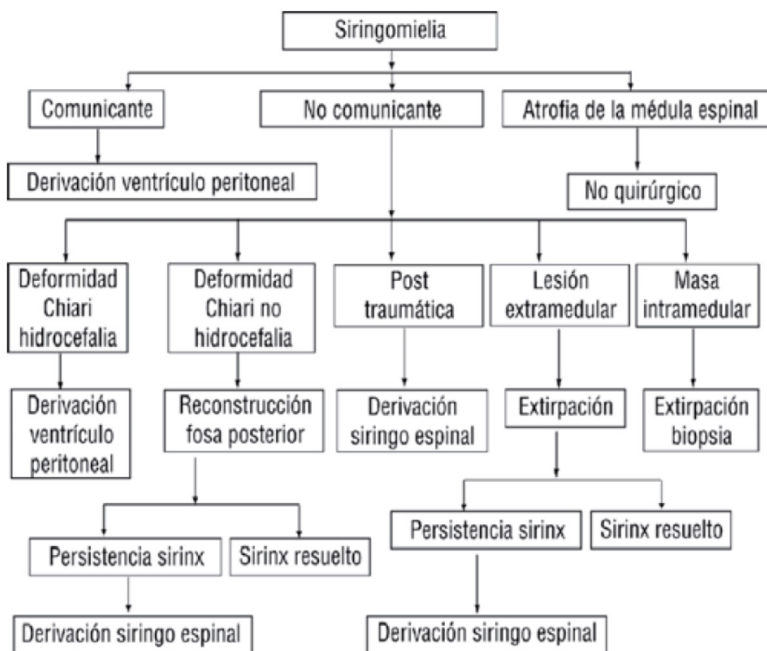 Siringomielia
Comunicante
No comunicante
Atrofia de la médula espinal
Derivación ventrículo peritoneal
No quirúrgico
Deformidad
Chiari
hidrocefalia
Deformidad
Chiari no
hidrocefalia
Post
traumática
Lesión
extramedular
Masa
intramedular
Derivación
ventrículo
peritoneal
Reconstrucción
fosa posterior
Derivación
siringo espinal
Extirpación
Extirpación
biopsia
Persistencia sirinx
Sirinx resuelto
Persistencia sirinx
Sirinx resuelto
Derivación siringo espinal
Derivación siringo espinal